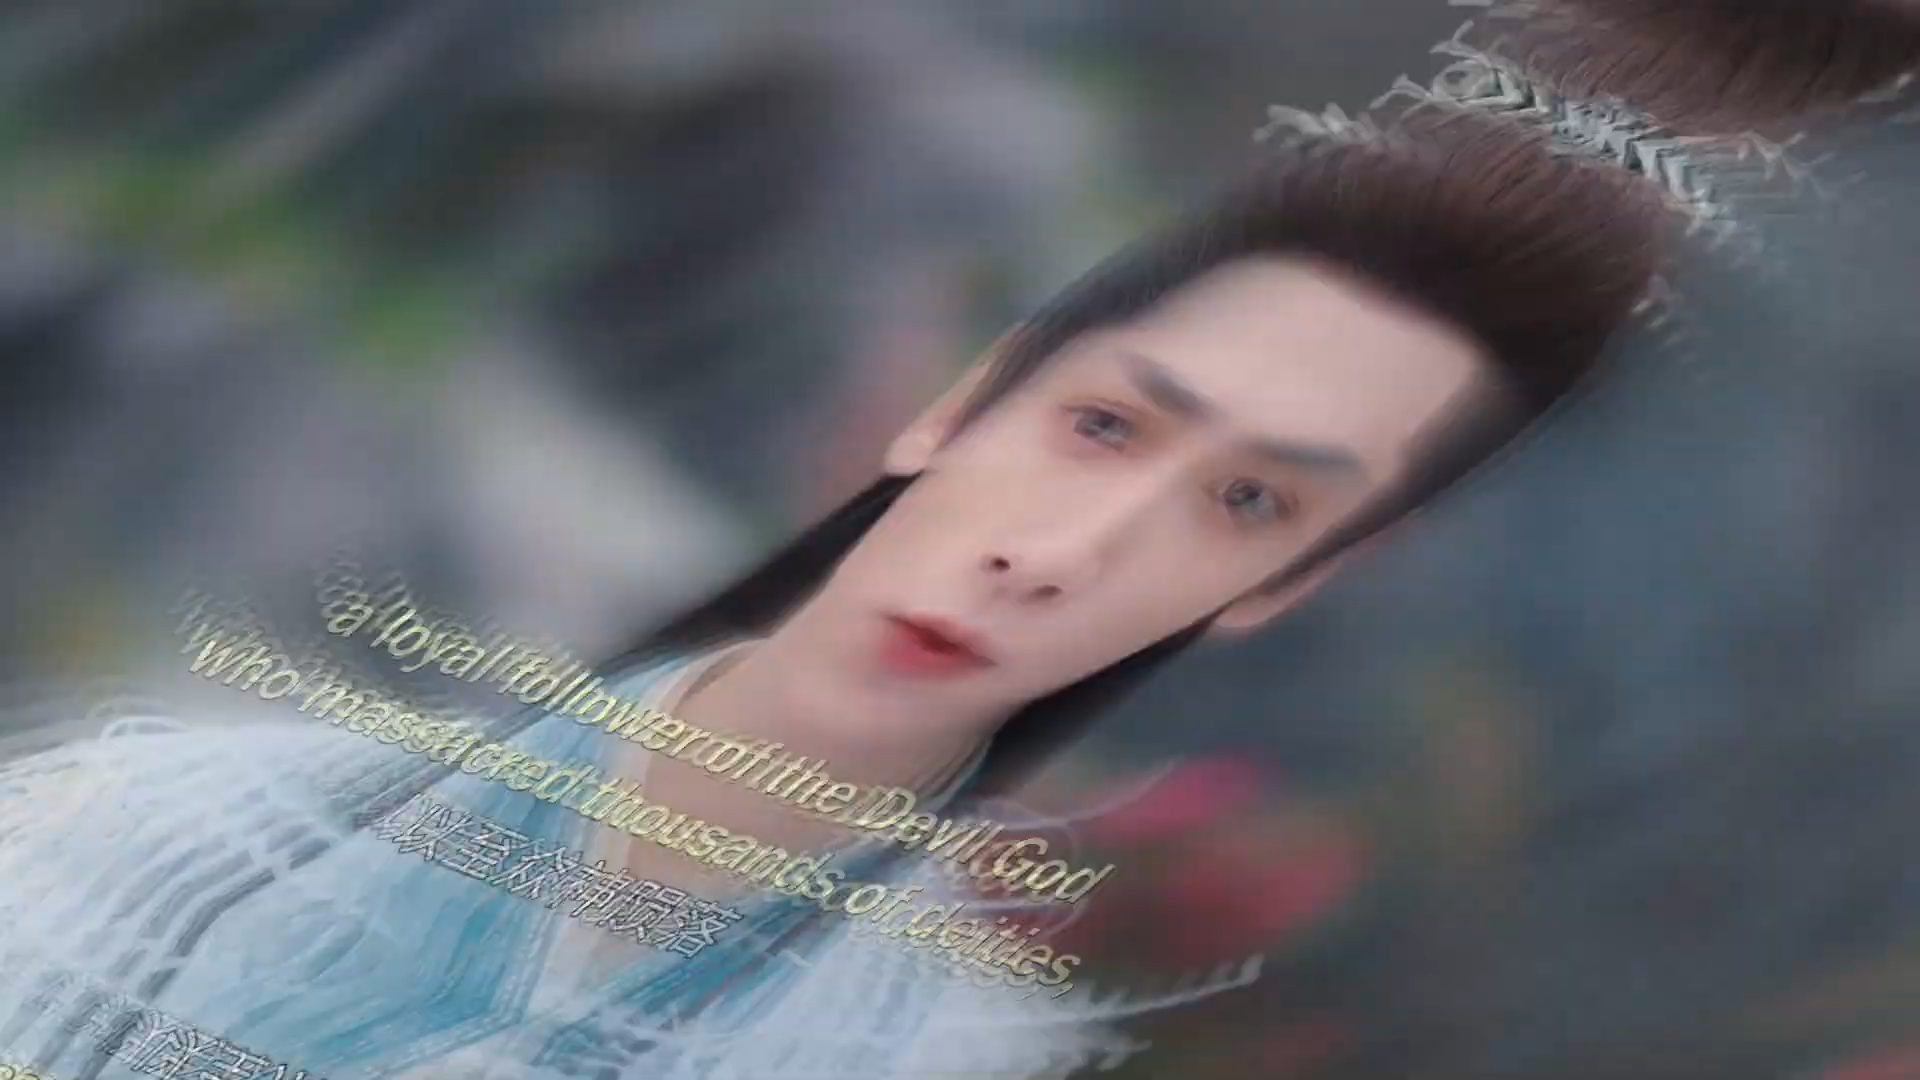 a loyal follower of the Devil God
who massacred thousands of deities,
以至众神陨落